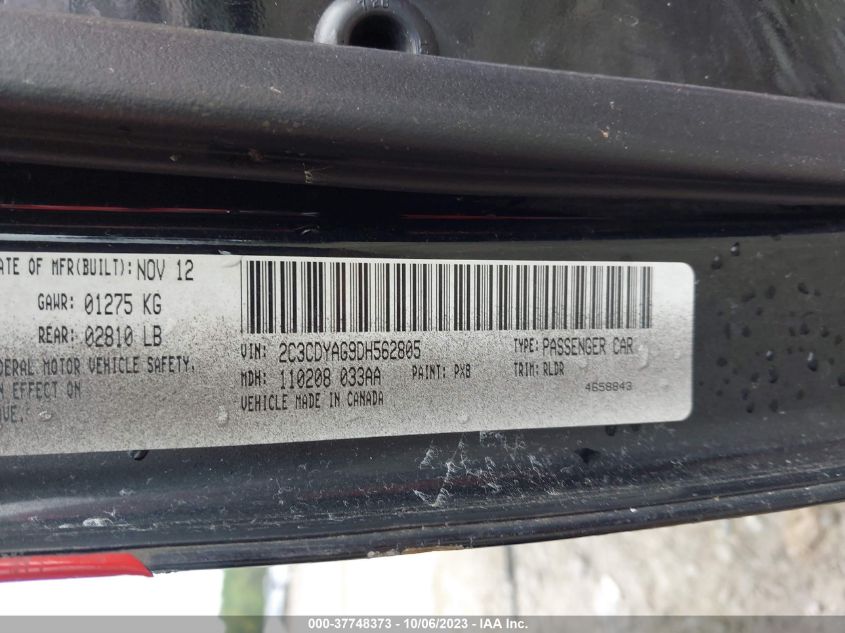 ATE OF MFR(BUILT): NOV 12
GAWR: 01275 KG
REAR: 02810 LB
DERAL MOTOR VEHICLE SAFETY,
N EFFECT ON
OVE.
VIN: 2C3CDYAG9DH562805
TYPE: PASSENGER CAR
MDH: 110208 033AA
PAINT: PXB
TRIM: RLDR
VEHICLE MADE IN CANADA
4658843
000-37748373 - 10/06/2023 - IAA Inc.